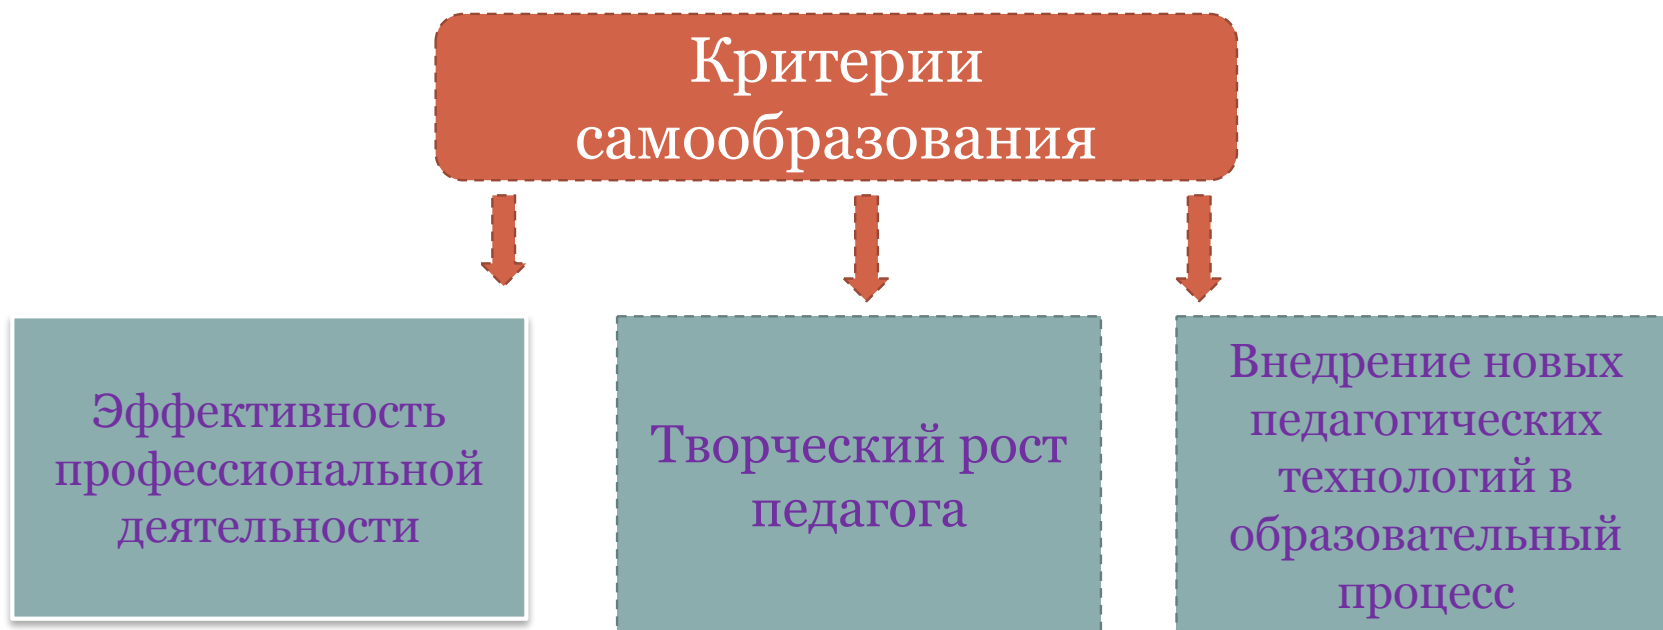 Критерии
самообразования
Эффективность
профессиональной
деятельности
Творческий рост
педагога
Внедрение новых
педагогических
технологий в
образовательный
процесс